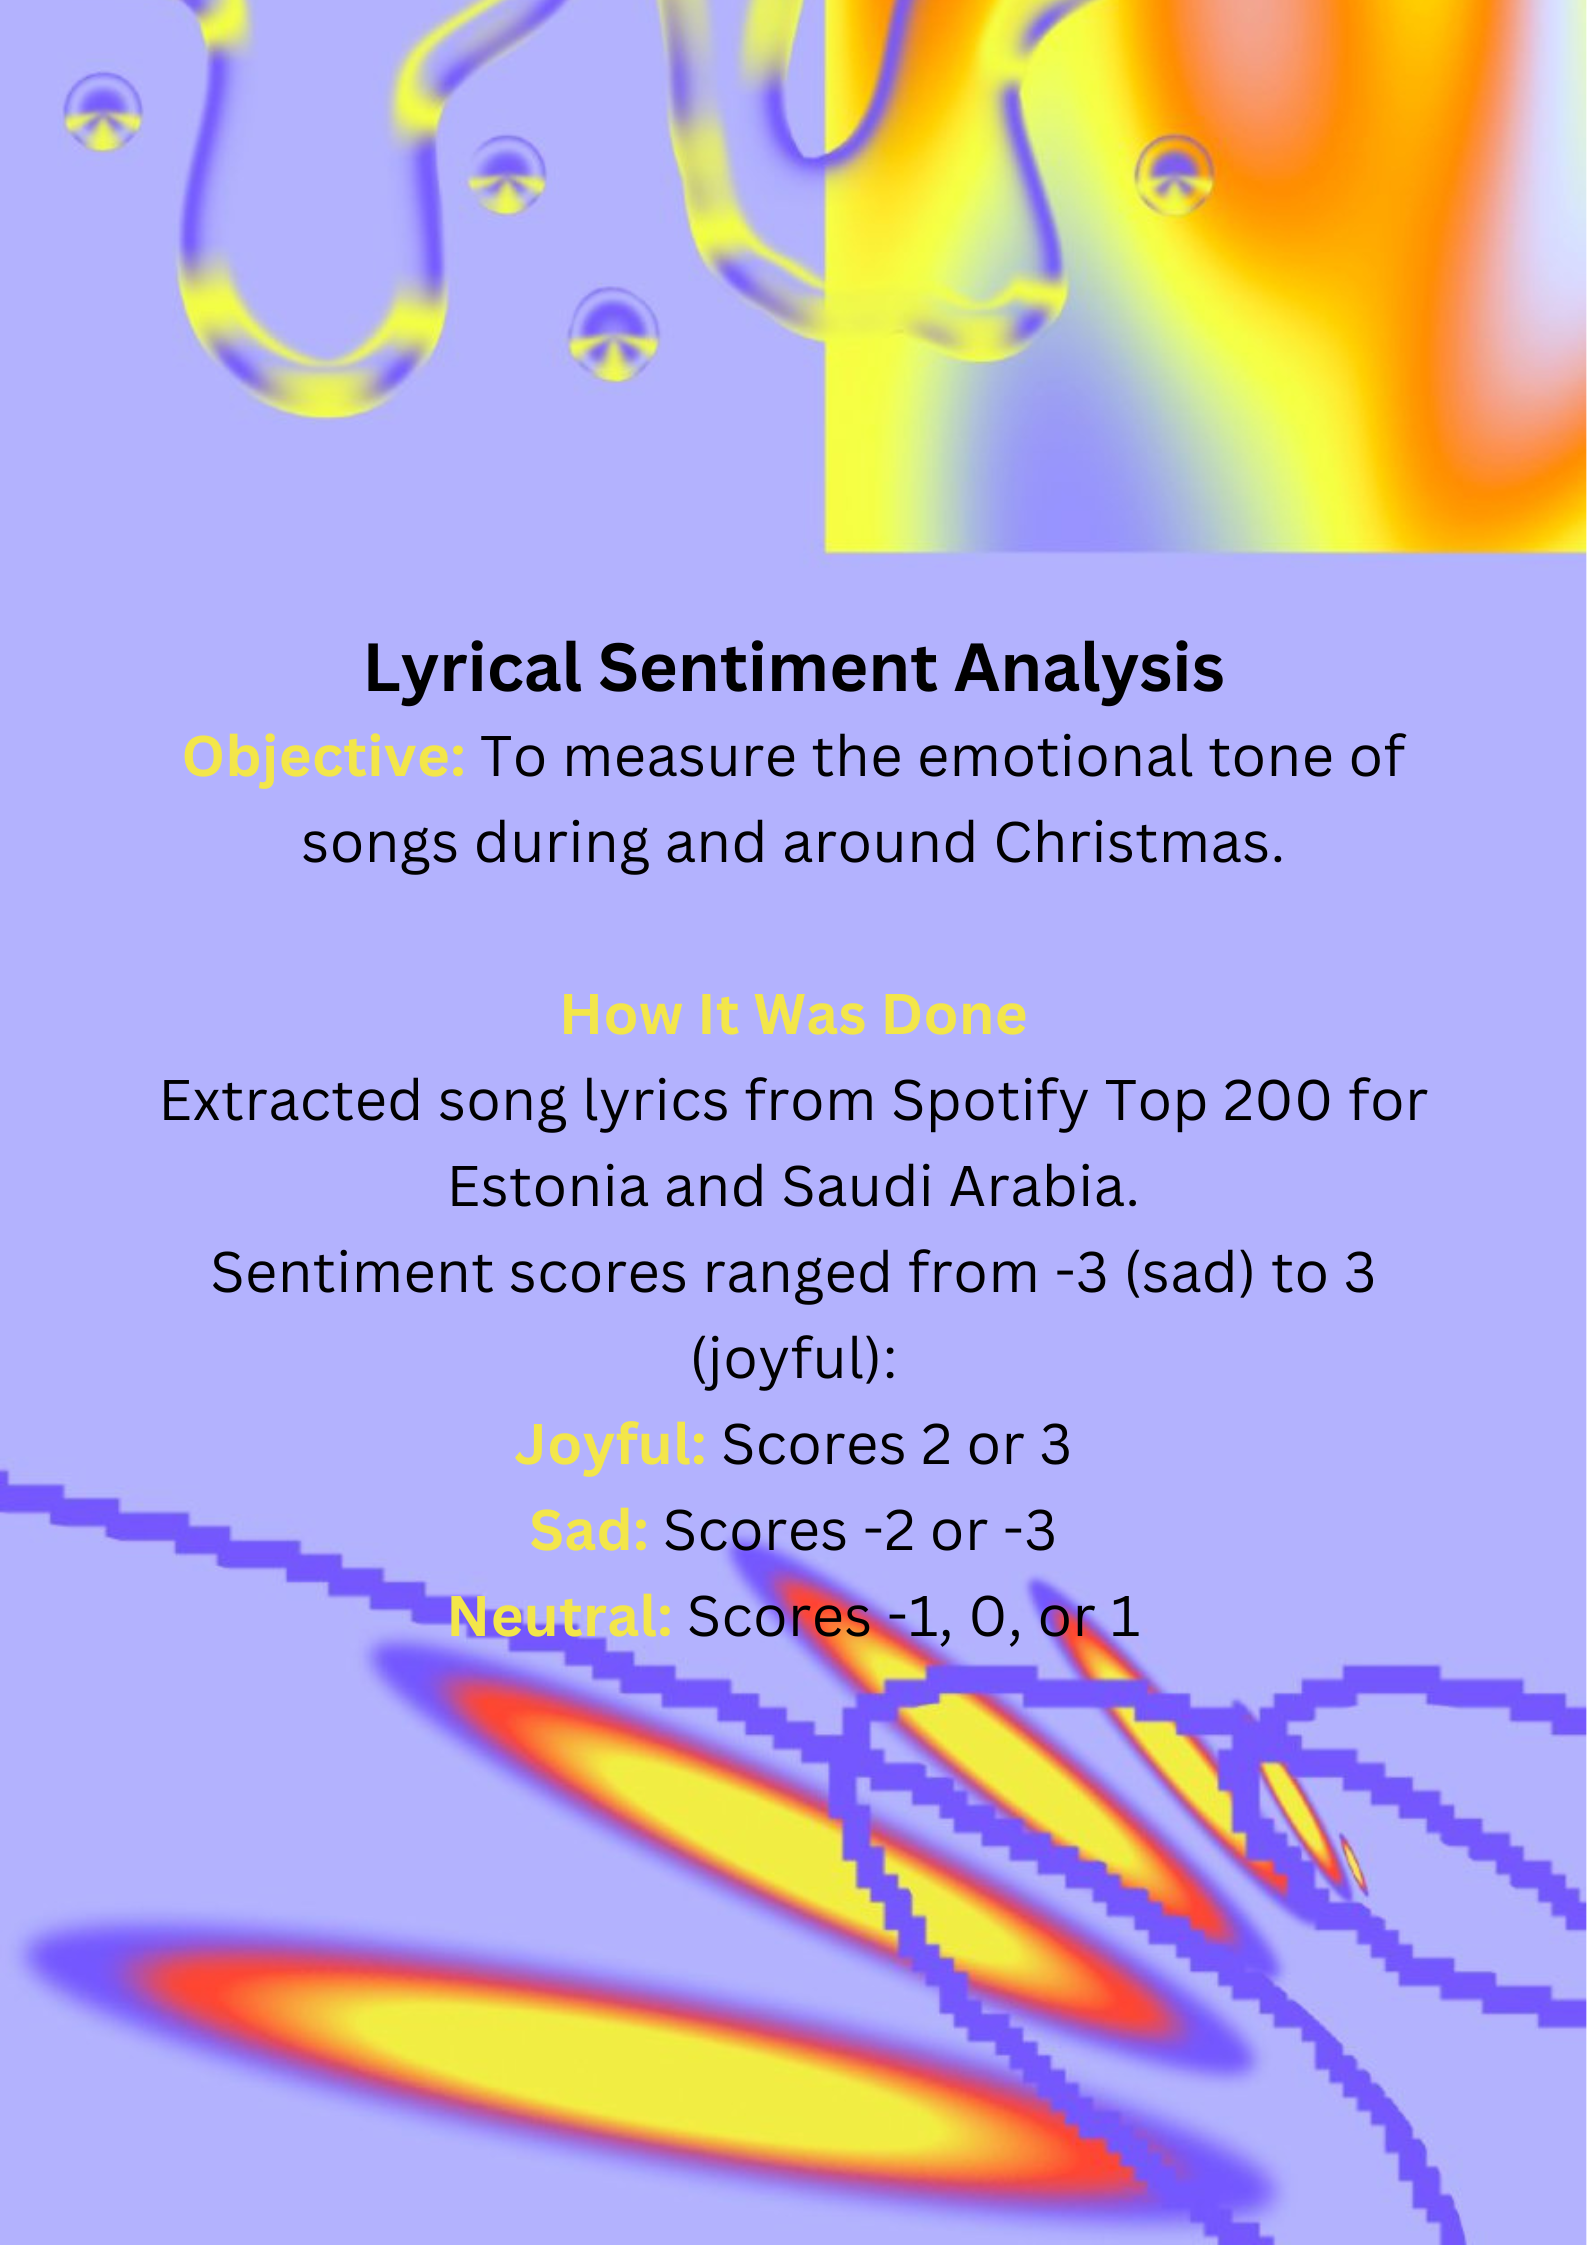 Lyrical Sentiment Analysis
Objective: To measure the emotional tone of
songs during and around Christmas.
How It Was Done
Extracted song lyrics from Spotify Top 200 for
Estonia and Saudi Arabia.
Sentiment scores ranged from -3 (sad) to 3
(joyful):
Joyful: Scores 2 or 3
Sad: Scores -2 or -3
Neutral: Scores -1, 0, or 1